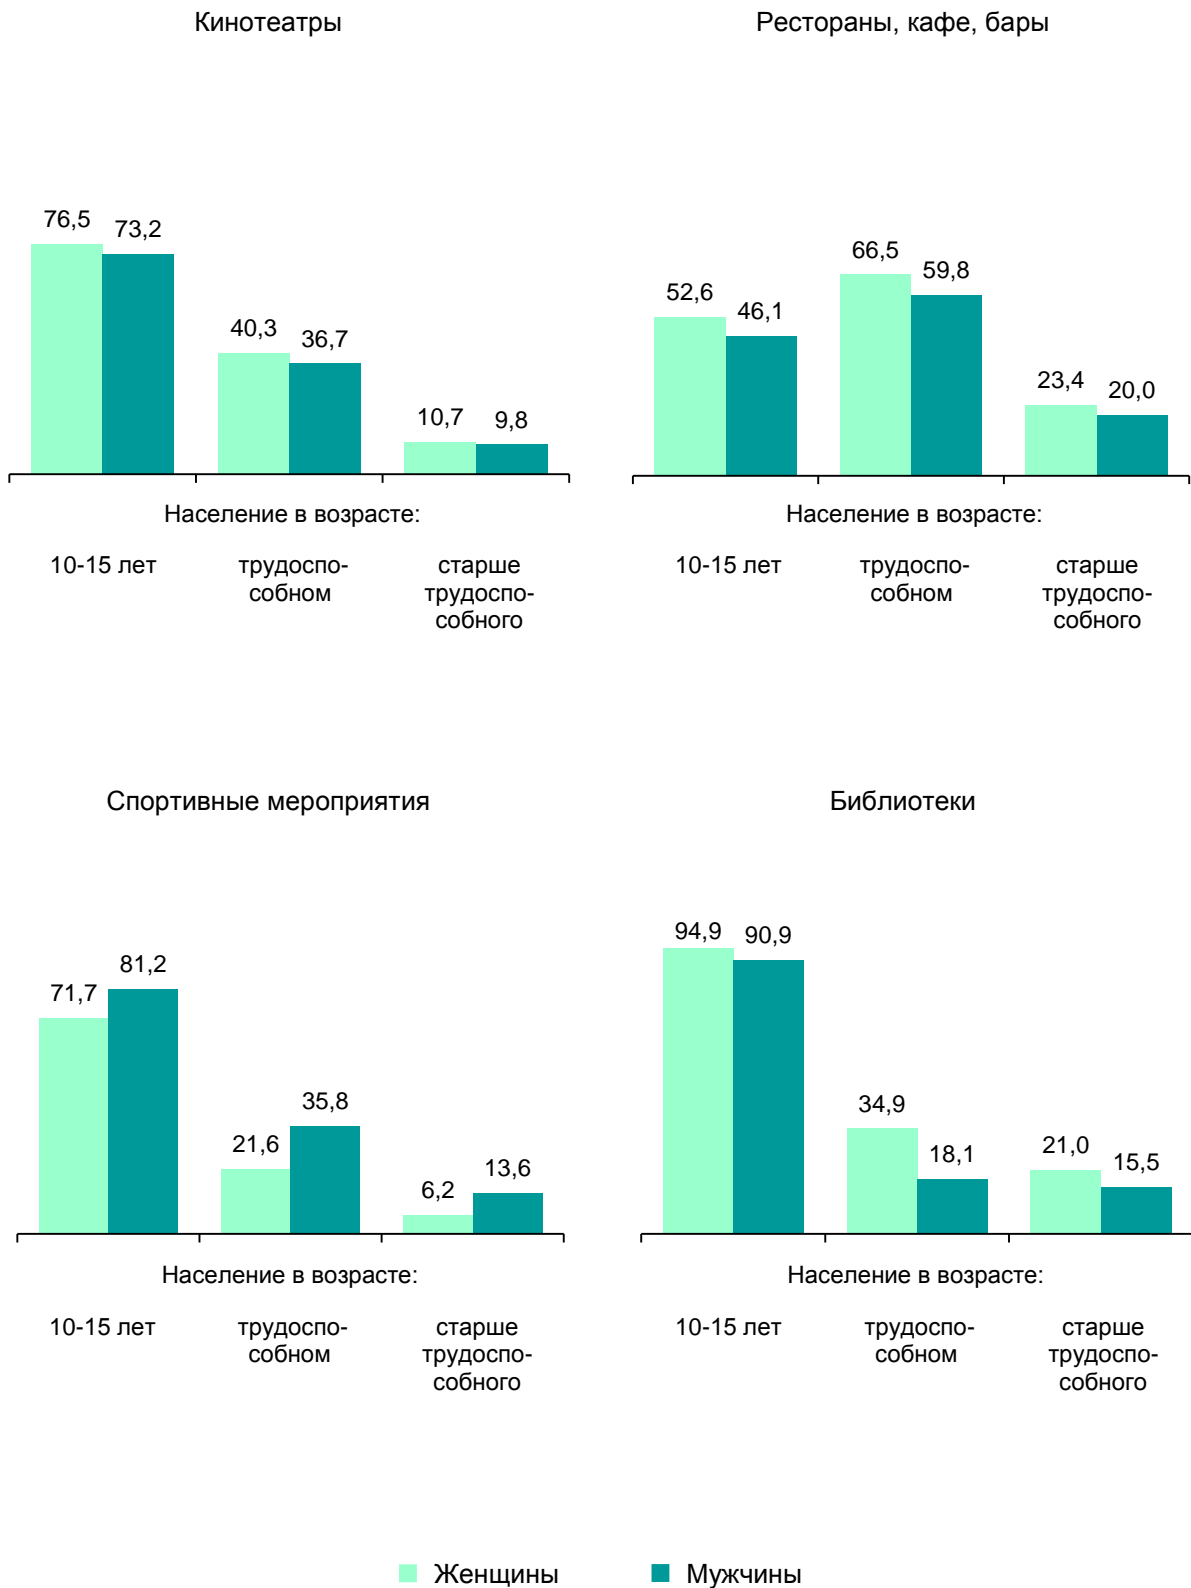 Кинотеатры
76,5
73,2
40,3
36,7
10,7
9,8
Население в возрасте:
10-15 лет
трудоспо-
собном
старше
трудоспо-
собного
Рестораны, кафе, бары
52,6
46,1
66,5
59,8
23,4
20,0
Население в возрасте:
10-15 лет
трудоспо-
собном
старше
трудоспо-
собного
Спортивные мероприятия
71,7
81,2
21,6
35,8
6,2
13,6
Население в возрасте:
10-15 лет
трудоспо-
собном
старше
трудоспо-
собного
Библиотеки
94,9
90,9
34,9
18,1
21,0
15,5
Население в возрасте:
10-15 лет
трудоспо-
собном
старше
трудоспо-
собного
Женщины
Мужчины